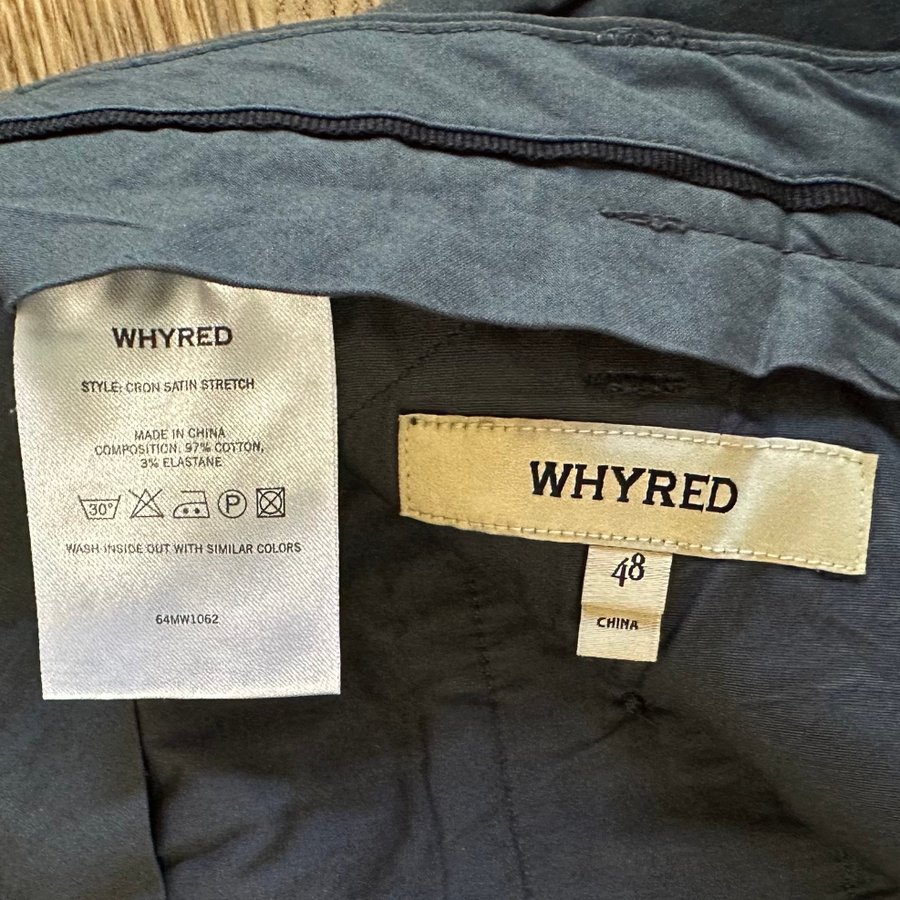 WHYRED
STYLE: CRON SATIN STRETCH
MADE IN CHINA
COMPOSITION: 97% COTTON,
3% ELASTANE
30° P
WASH INSIDE OUT WITH SIMILAR COLORS
64MW1062
WHYRED
48
CHINA